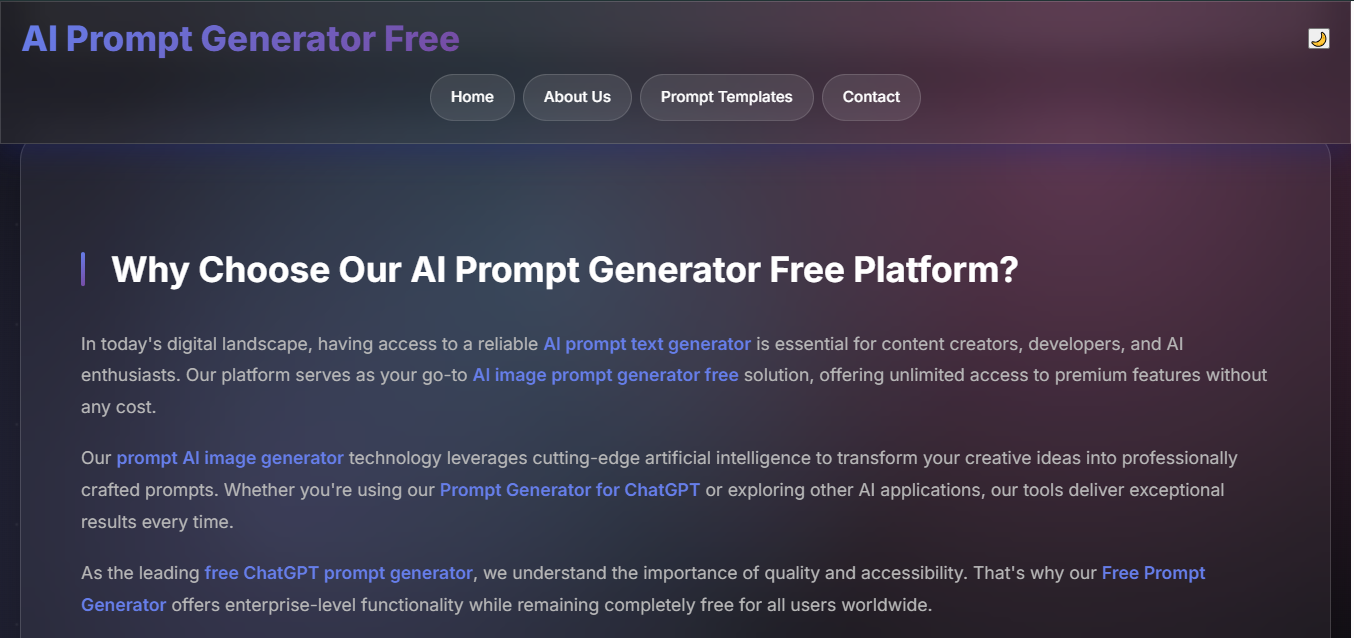 AI Prompt Generator Free
Home
About Us
Prompt Templates
Contact
Why Choose Our AI Prompt Generator Free Platform?
In today's digital landscape, having access to a reliable AI prompt text generator is essential for content creators, developers, and AI
enthusiasts. Our platform serves as your go-to AI image prompt generator free solution, offering unlimited access to premium features without
any cost.
Our prompt AI image generator technology leverages cutting-edge artificial intelligence to transform your creative ideas into professionally
crafted prompts. Whether you're using our Prompt Generator for ChatGPT or exploring other AI applications, our tools deliver exceptional
results every time.
As the leading free ChatGPT prompt generator, we understand the importance of quality and accessibility. That's why our Free Prompt
Generator offers enterprise-level functionality while remaining completely free for all users worldwide.